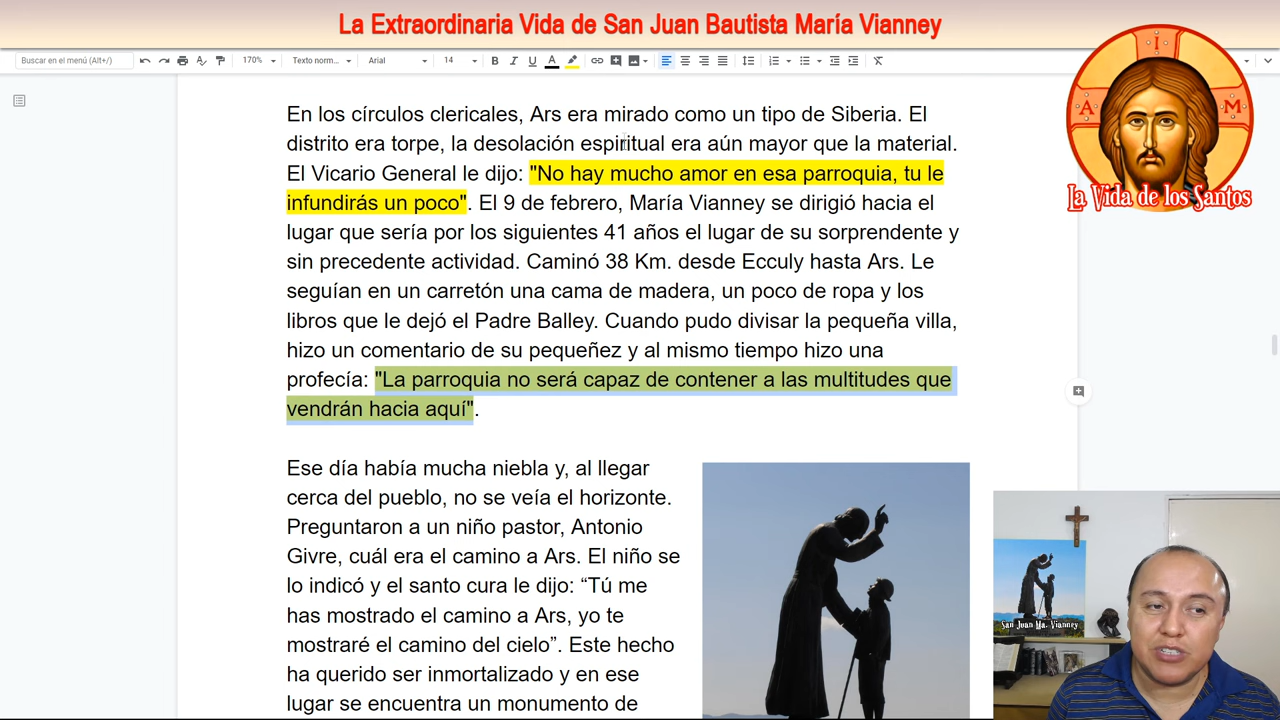 La Extraordinaria Vida de San Juan Bautista María Vianney
Buscar en el menú (Alt+/)
170%
Texto norm...
Arial
14
B
I
U
A
En los círculos clericales, Ars era mirado como un tipo de Siberia. El
distrito era torpe, la desolación espiritual era aún mayor que la material.
El Vicario General le dijo: "No hay mucho amor en esa parroquia, tu le
infundirás un poco". El 9 de febrero, María Vianney se dirigió hacia el
lugar que sería por los siguientes 41 años el lugar de su sorprendente y
sin precedente actividad. Caminó 38 Km. desde Ecculy hasta Ars. Le
seguían en un carretón una cama de madera, un poco de ropa y los
libros que le dejó el Padre Balley. Cuando pudo divisar la pequeña villa,
hizo un comentario de su pequeñez y al mismo tiempo hizo una
profecía: "La parroquia no será capaz de contener a las multitudes que
vendrán hacia aquí".
Ese día había mucha niebla y, al llegar
cerca del pueblo, no se veía el horizonte.
Preguntaron a un niño pastor, Antonio
Givre, cuál era el camino a Ars. El niño se
lo indicó y el santo cura le dijo: “Tú me
has mostrado el camino a Ars, yo te
mostraré el camino del cielo”. Este hecho
ha querido ser inmortalizado y en ese
lugar se encuentra un monumento de
I
A M
La Vida de los Santos
San Juan Ma. Vianney